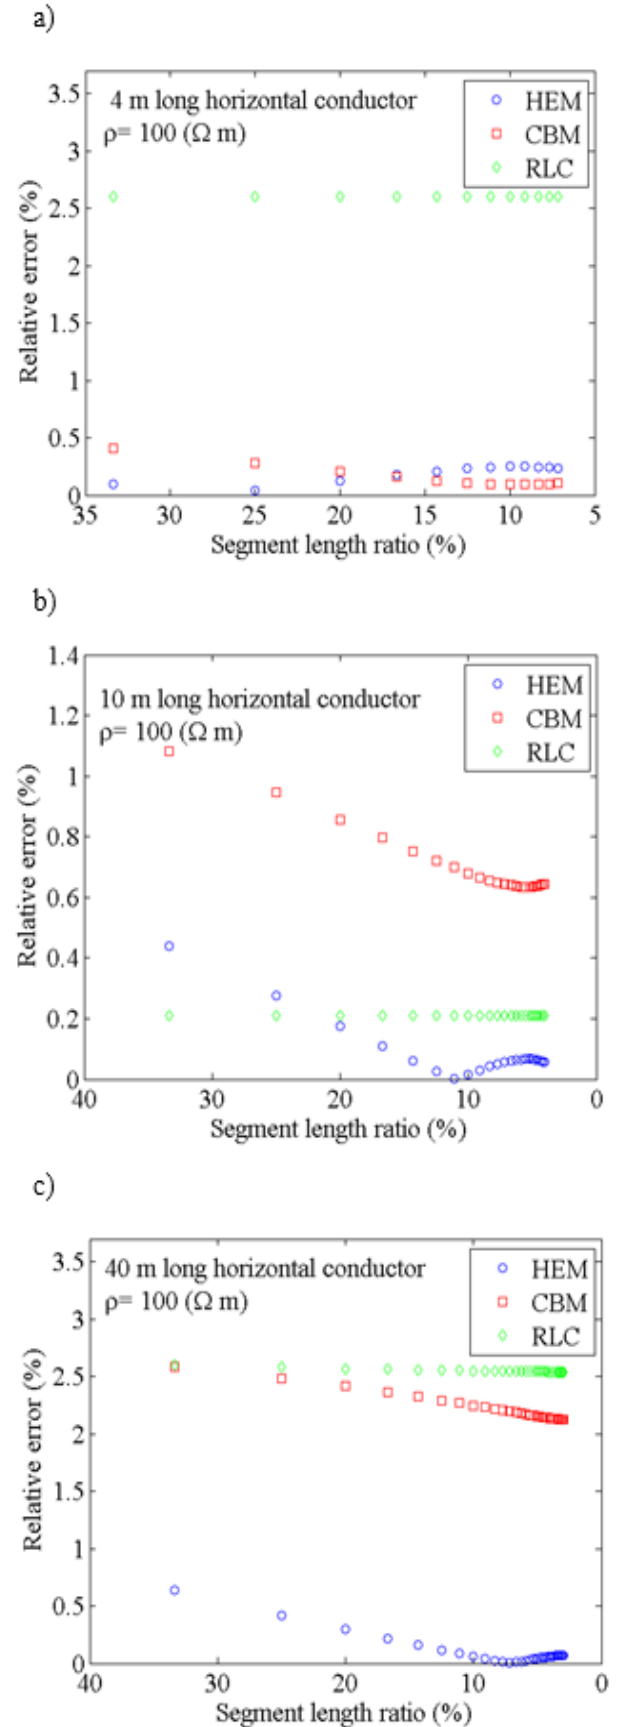 a)
4 m long horizontal conductor
ρ= 100 (Ω m)
HEM
CBM
RLC
3.5
3
2.5
2
1.5
1
0.5
0
Relative error (%)
35
30
25
20
15
10
5
Segment length ratio (%)
b)
10 m long horizontal conductor
ρ= 100 (Ω m)
HEM
CBM
RLC
1.4
1.2
1
0.8
0.6
0.4
0.2
0
Relative error (%)
40
30
20
10
0
Segment length ratio (%)
c)
40 m long horizontal conductor
ρ= 100 (Ω m)
HEM
CBM
RLC
3.5
3
2.5
2
1.5
1
0.5
0
Relative error (%)
40
30
20
10
0
Segment length ratio (%)